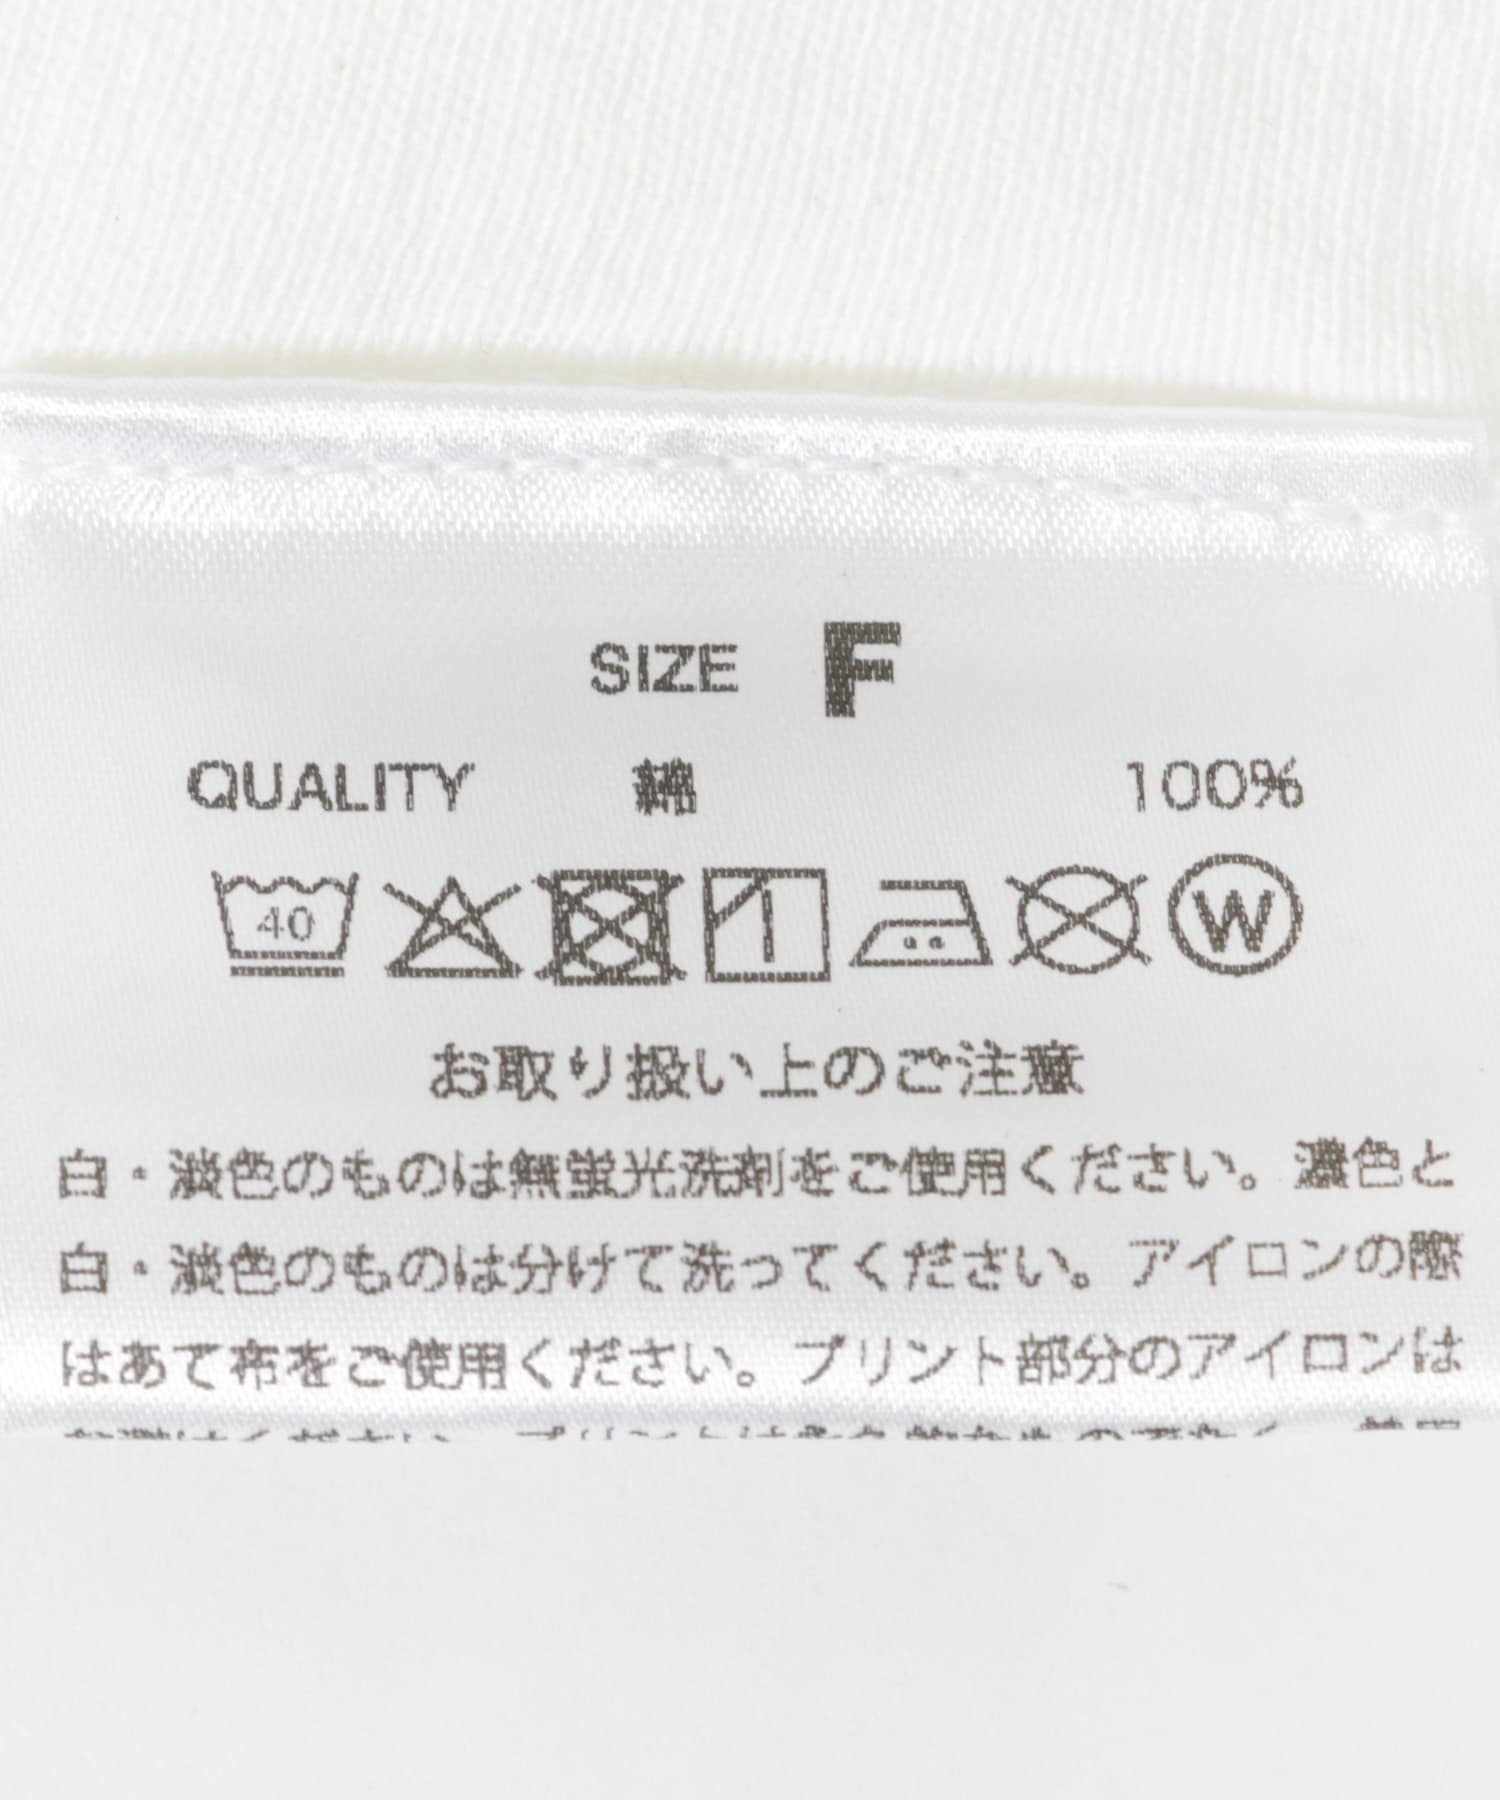 SIZE F
QUALITY 綿 100%
40 W
お取り扱い上のご注意
白・淡色のものは無蛍光洗剤をご使用ください。濃色と
白・淡色のものは分けて洗ってください。アイロンの際
はあて布をご使用ください。プリント部分のアイロンは